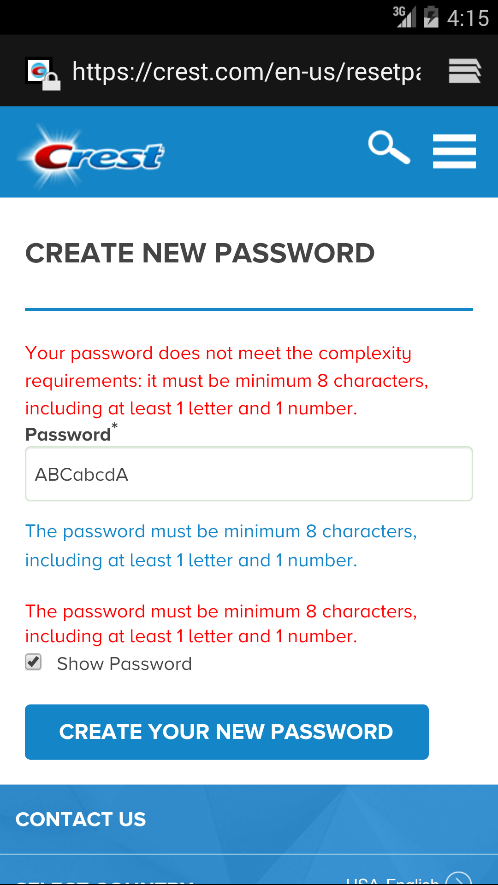 3G 4:15
https://crest.com/en-us/resetpa
Crest
CREATE NEW PASSWORD
Your password does not meet the complexity
requirements: it must be minimum 8 characters,
including at least 1 letter and 1 number.
Password*
ABCabcdA
The password must be minimum 8 characters,
including at least 1 letter and 1 number.
The password must be minimum 8 characters,
including at least 1 letter and 1 number.
Show Password
CREATE YOUR NEW PASSWORD
CONTACT US
SELECT COUNTRY USA-English